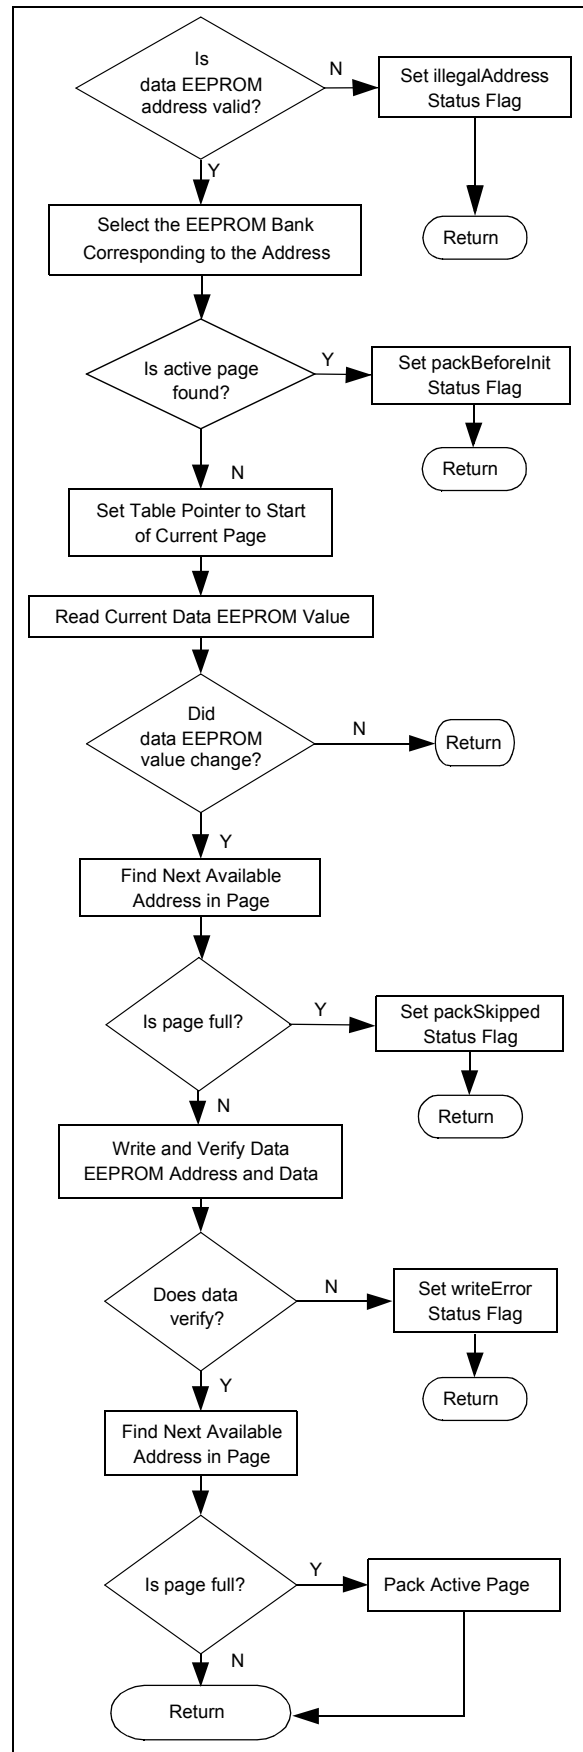 Is
data EEPROM
address valid?
N
Set illegalAddress
Status Flag
Return
Y
Select the EEPROM Bank
Corresponding to the Address
Is active page
found?
Y
Set packBeforeInit
Status Flag
Return
N
Set Table Pointer to Start
of Current Page
Read Current Data EEPROM Value
Did
data EEPROM
value change?
N
Return
Y
Find Next Available
Address in Page
Is page full?
Y
Set packSkipped
Status Flag
Return
N
Write and Verify Data
EEPROM Address and Data
Does data
verify?
N
Set writeError
Status Flag
Return
Y
Find Next Available
Address in Page
Is page full?
Y
Pack Active Page
N
Return